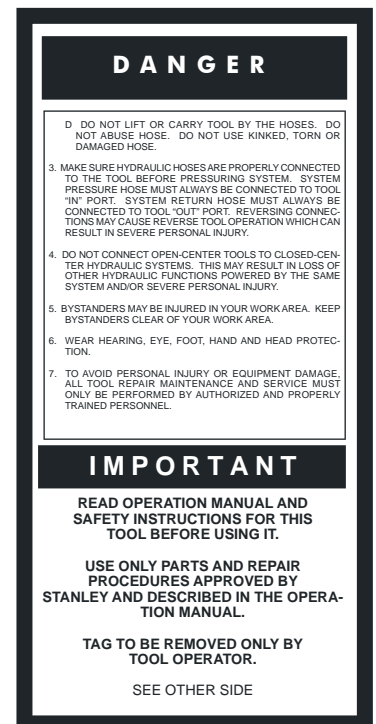 DANGER
D DO NOT LIFT OR CARRY TOOL BY THE HOSES. DO
NOT ABUSE HOSE. DO NOT USE KINKED, TORN OR
DAMAGED HOSE.
3. MAKE SURE HYDRAULIC HOSES ARE PROPERLY CONNECTED
TO THE TOOL BEFORE PRESSURING SYSTEM. SYSTEM
PRESSURE HOSE MUST ALWAYS BE CONNECTED TO TOOL
"IN" PORT. SYSTEM RETURN HOSE MUST ALWAYS BE
CONNECTED TO TOOL "OUT" PORT. REVERSING CONNEC-
TIONS MAY CAUSE REVERSE TOOL OPERATION WHICH CAN
RESULT IN SEVERE PERSONAL INJURY.
4. DO NOT CONNECT OPEN-CENTER TOOLS TO CLOSED-CEN-
TER HYDRAULIC SYSTEMS. THIS MAY RESULT IN LOSS OF
OTHER HYDRAULIC FUNCTIONS POWERED BY THE SAME
SYSTEM AND/OR SEVERE PERSONAL INJURY.
5. BYSTANDERS MAY BE INJURED IN YOUR WORK AREA. KEEP
BYSTANDERS CLEAR OF YOUR WORK AREA.
6. WEAR HEARING, EYE, FOOT, HAND AND HEAD PROTEC-
TION.
7. TO AVOID PERSONAL INJURY OR EQUIPMENT DAMAGE,
ALL TOOL REPAIR MAINTENANCE AND SERVICE MUST
ONLY BE PERFORMED BY AUTHORIZED AND PROPERLY
TRAINED PERSONNEL.
IMPORTANT
READ OPERATION MANUAL AND
SAFETY INSTRUCTIONS FOR THIS
TOOL BEFORE USING IT.
USE ONLY PARTS AND REPAIR
PROCEDURES APPROVED BY
STANLEY AND DESCRIBED IN THE OPERA-
TION MANUAL.
TAG TO BE REMOVED ONLY BY
TOOL OPERATOR.
SEE OTHER SIDE